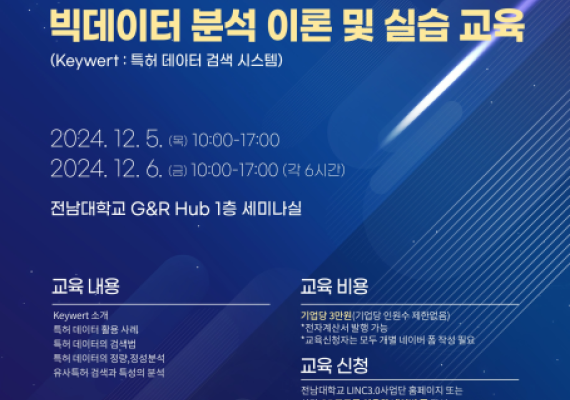 빅데이터 분석 이론 및 실습 교육
(Keywert : 특허 데이터 검색 시스템)
2024. 12. 5. (목) 10:00-17:00
2024. 12. 6. (금) 10:00-17:00 (각 6시간)
전남대학교 G&R Hub 1층 세미나실
교육 내용
Keywert 소개
특허 데이터 활용 사례
특허 데이터의 검색법
특허 데이터의 정량,정성분석
유사특허 검색과 특성의 분석
교육 비용
기업당 3만원(기업당 인원수 제한없음)
*전자계산서 발행 가능
*교육신청자는 모두 개별 네이버 폼 작성 필요
교육 신청
전남대학교 LINC3.0사업단 홈페이지 또는